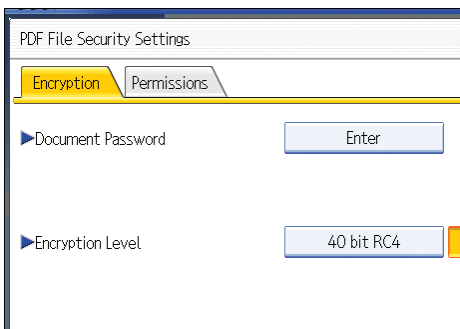 PDF File Security Settings
Encryption
Permissions
Document Password
Enter
Encryption Level
40 bit RC4